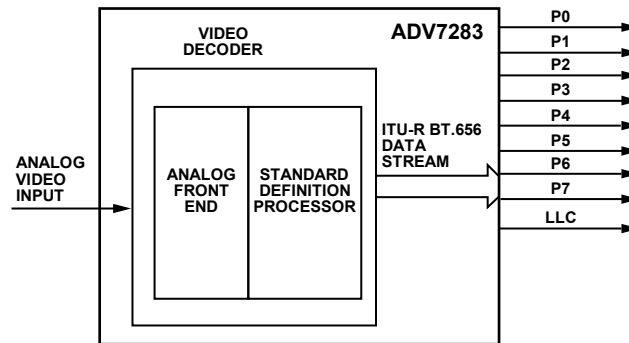 VIDEO
DECODER
ADV7283
ANALOG
VIDEO
INPUT
ANALOG
FRONT
END
STANDARD
DEFINITION
PROCESSOR
ITU-R BT.656
DATA
STREAM
P0
P1
P2
P3
P4
P5
P6
P7
LLC